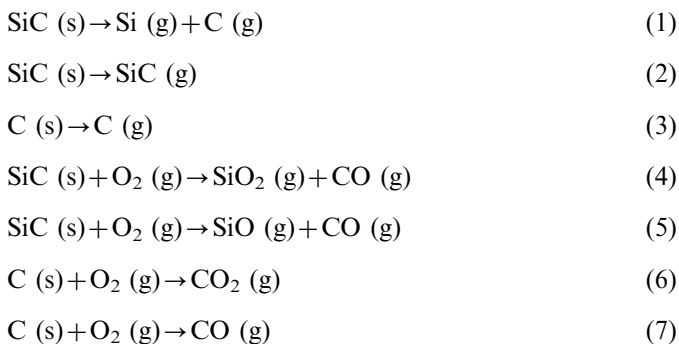 SiC (s)→Si (g)+C (g) (1)
SiC (s)→SiC (g) (2)
C (s)→C (g) (3)
SiC (s)+O₂ (g)→SiO₂ (g)+CO (g) (4)
SiC (s)+O₂ (g)→SiO (g)+CO (g) (5)
C (s)+O₂ (g)→CO₂ (g) (6)
C (s)+O₂ (g)→CO (g) (7)